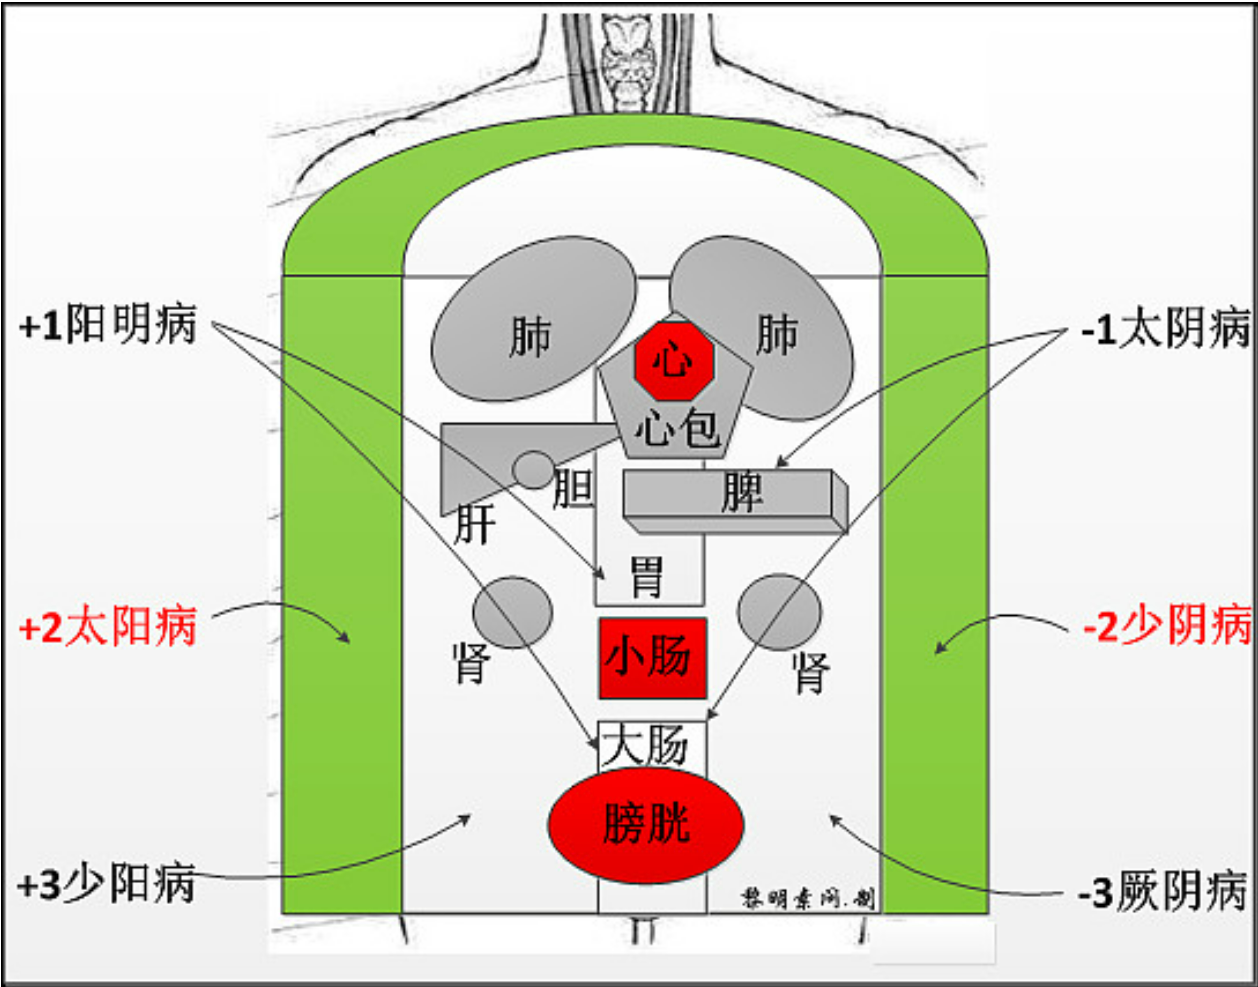 +1阳明病
-1太阴病
肺
肺
心
心包
胆
脾
肝
胃
+2太阳病
-2少阴病
肾
小肠
肾
大肠
膀胱
+3少阳病
-3厥阴病
黎明素问.制